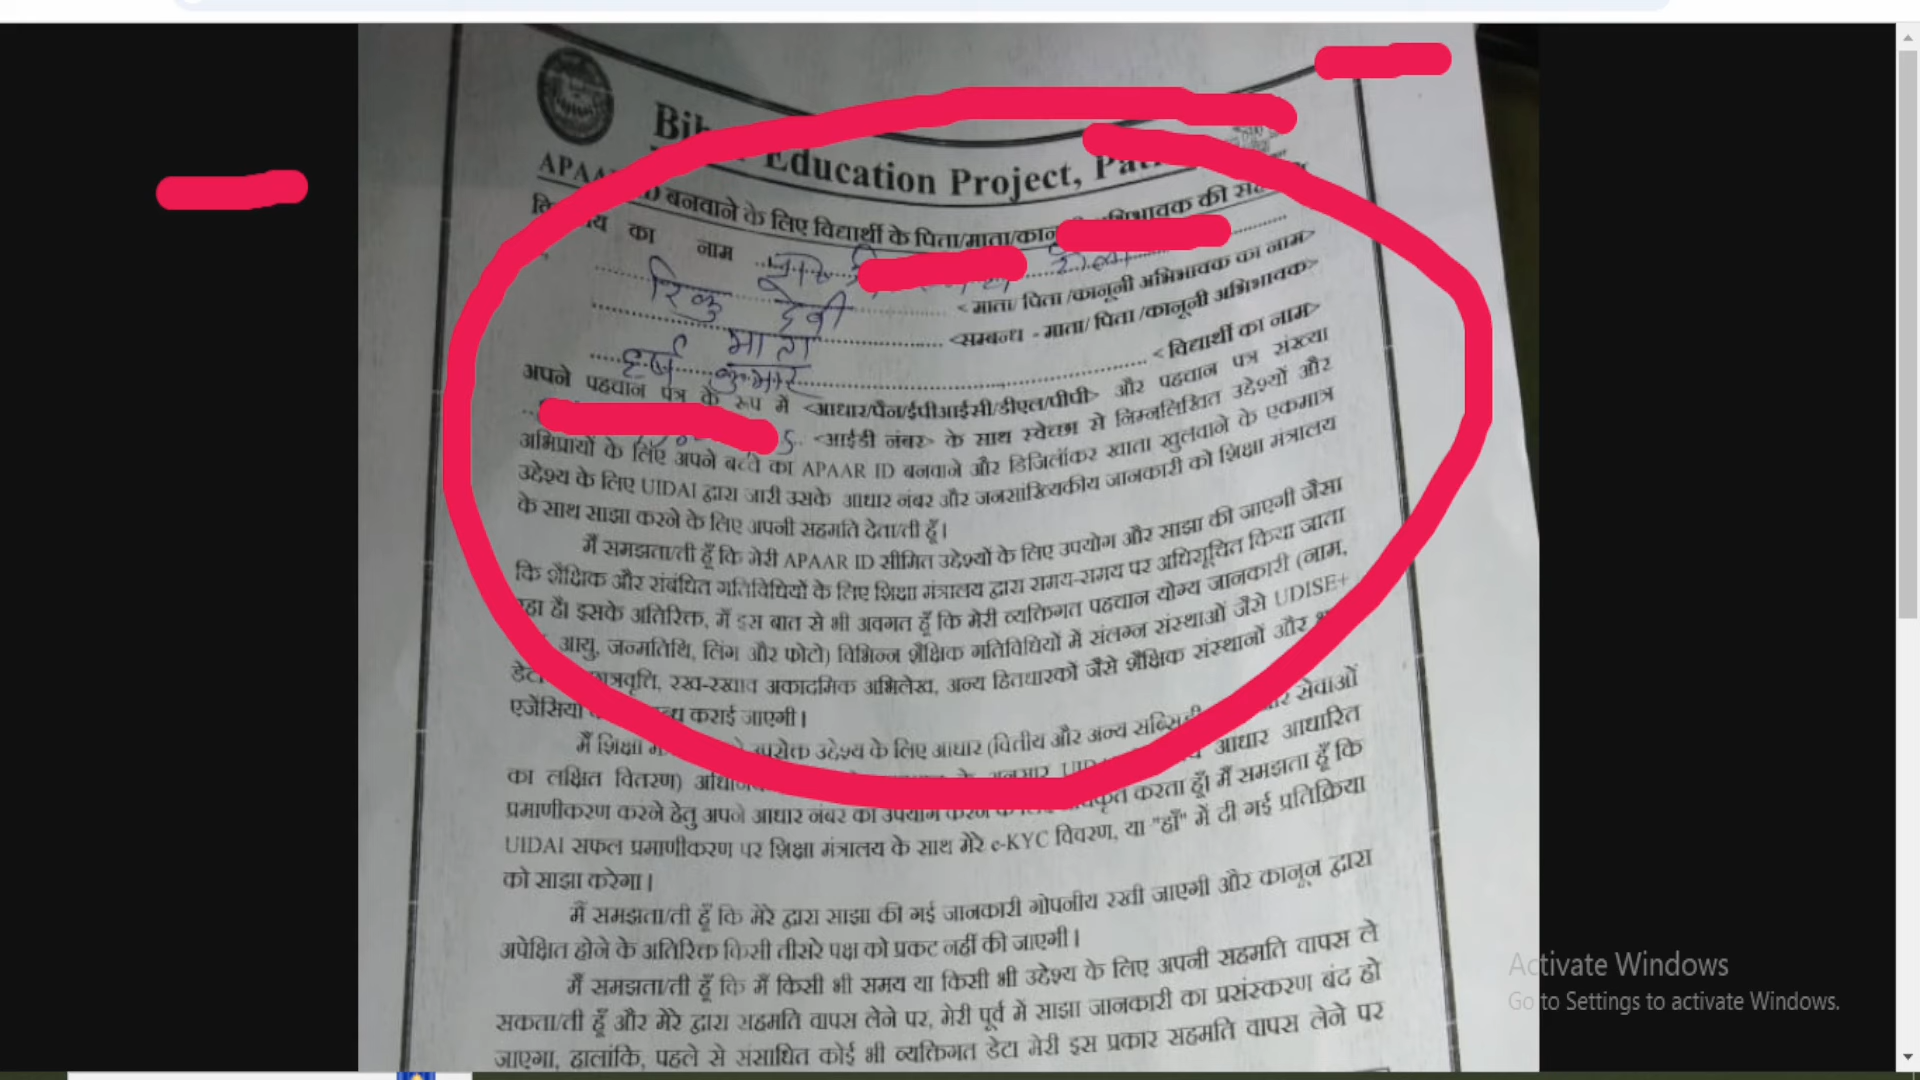 Education Project,
बनवाने के लिए विद्यार्थी के पिता/माता/ की
का नाम
रिंकु देवी <माता/ पिता /कानूनी अभिभावक का नाम>
माता <सम्बन्ध - माता/ पिता /कानूनी अभिभावक>
हर्ष कुमार <विद्यार्थी का नाम>
अपने पहचान पत्र के रूप में <आधार/पैन/ईपीआईसी/डीएल/पीपी> और पहचान पत्र संख्या
<आईडी नंबर> के साथ स्वेच्छा से निम्नलिखित उद्देश्यों और
अभिप्रायों के लिए अपने बच्चे का APAAR ID बनवाने और डिजिलॉकर खाता खुलवाने के एकमात्र
उद्देश्य के लिए UIDAI द्वारा जारी उसके आधार नंबर और जनसांख्यिकीय जानकारी को शिक्षा मंत्रालय
के साथ साझा करने के लिए अपनी सहमति देता/ती हूँ।
मैं समझता/ती हूँ कि मेरी APAAR ID सीमित उद्देश्यों के लिए उपयोग और साझा की जाएगी जैसा
कि शैक्षिक और संबंधित गतिविधियों के लिए शिक्षा मंत्रालय द्वारा समय-समय पर अधिसूचित किया जाता
रहा है। इसके अतिरिक्त, मैं इस बात से भी अवगत हूँ कि मेरी व्यक्तिगत पहचान योग्य जानकारी (नाम,
आयु, जन्मतिथि, लिंग और फोटो) विभिन्न शैक्षिक गतिविधियों में संलग्न संस्थाओं जैसे UDISE+
रख-रखाव अकादमिक अभिलेख, अन्य हितधारकों जैसे शैक्षिक संस्थानों और
कराई जाएगी।
मैं उद्देश्य के लिए आधार (वित्तीय और अन्य सेवाओं
का लक्षित वितरण) आधार आधारित
प्रमाणीकरण करने हेतु अपने आधार नंबर का उपयोग करता हूँ। मैं समझता हूँ कि
UIDAI सफल प्रमाणीकरण पर शिक्षा मंत्रालय के साथ मेरे e-KYC विवरण, या "हाँ" में दी गई प्रतिक्रिया
को साझा करेगा।
मैं समझता/ती हूँ कि मेरे द्वारा साझा की गई जानकारी गोपनीय रखी जाएगी और कानून द्वारा
अपेक्षित होने के अतिरिक्त किसी तीसरे पक्ष को प्रकट नहीं की जाएगी।
मैं समझता/ती हूँ कि मैं किसी भी समय या किसी भी उद्देश्य के लिए अपनी सहमति वापस ले
सकता/ती हूँ और मेरे द्वारा सहमति वापस लेने पर, मेरी पूर्व में साझा जानकारी का प्रसंस्करण बंद हो
जाएगा, हालांकि, पहले से संसाधित कोई भी व्यक्तिगत डेटा मेरी इस प्रकार सहमति वापस लेने पर
Activate Windows
Go to Settings to activate Windows.